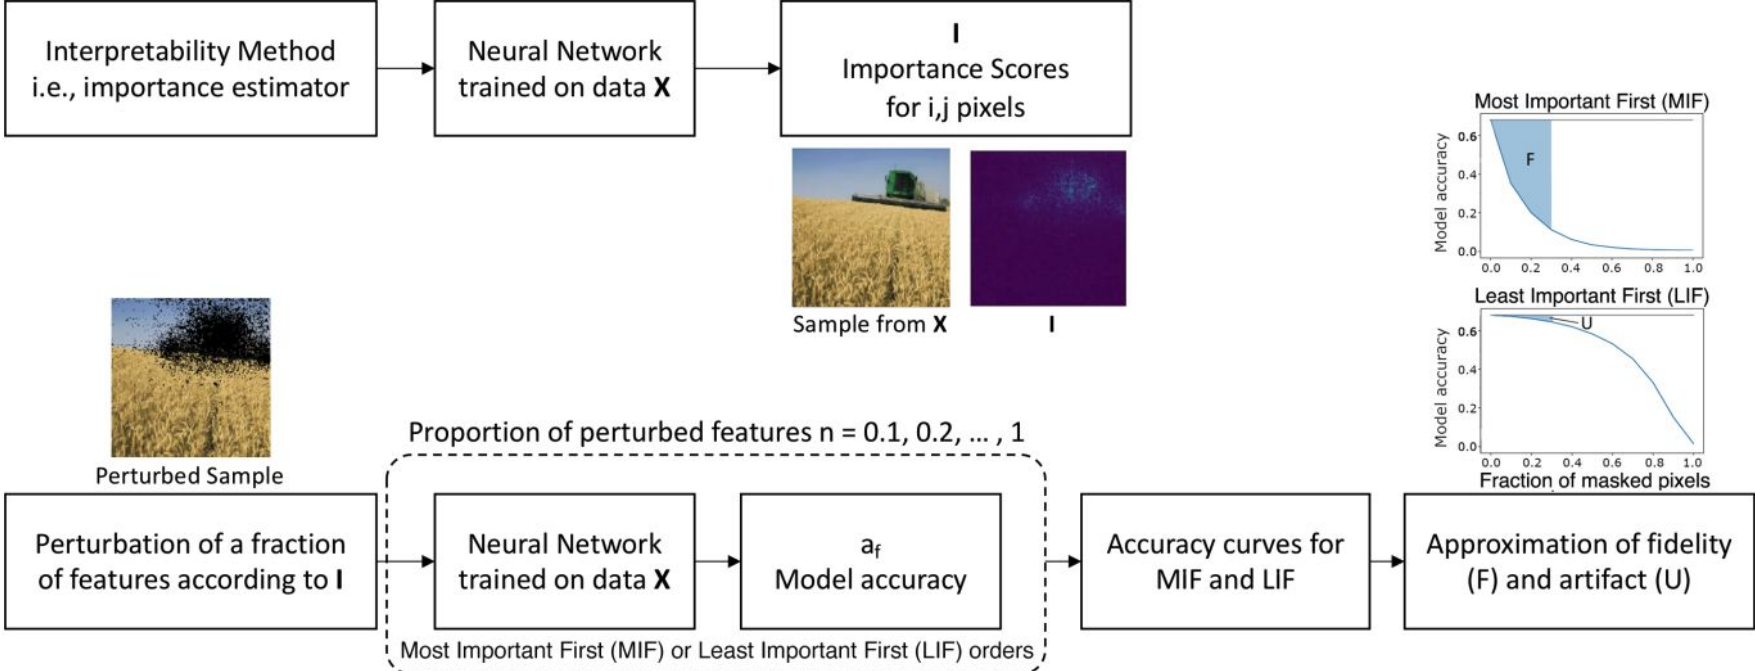 Interpretability Method
i.e., importance estimator
Neural Network
trained on data X
I
Importance Scores
for i,j pixels
Sample from X
I
Most Important First (MIF)
Model accuracy
0.6
0.4
0.2
0.0
F
0.0 0.2 0.4 0.6 0.8 1.0
Least Important First (LIF)
Model accuracy
0.6
0.4
0.2
0.0
U
0.0 0.2 0.4 0.6 0.8 1.0
Fraction of masked pixels
Perturbed Sample
Proportion of perturbed features n = 0.1, 0.2, ... , 1
Perturbation of a fraction
of features according to I
Neural Network
trained on data X
af
Model accuracy
Most Important First (MIF) or Least Important First (LIF) orders
Accuracy curves for
MIF and LIF
Approximation of fidelity
(F) and artifact (U)